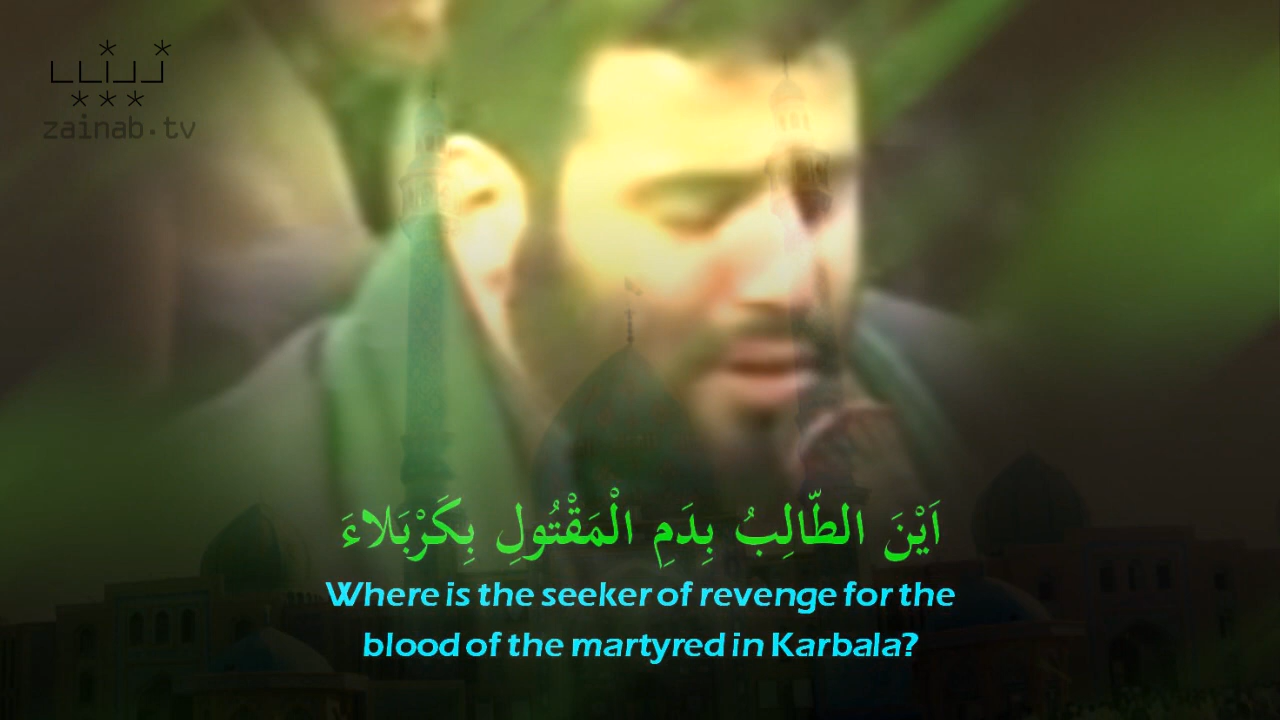 zainab.tv
اَيْنَ الطّالِبُ بِدَمِ الْمَقْتُولِ بِكَرْبَلاءَ
Where is the seeker of revenge for the
blood of the martyred in Karbala?